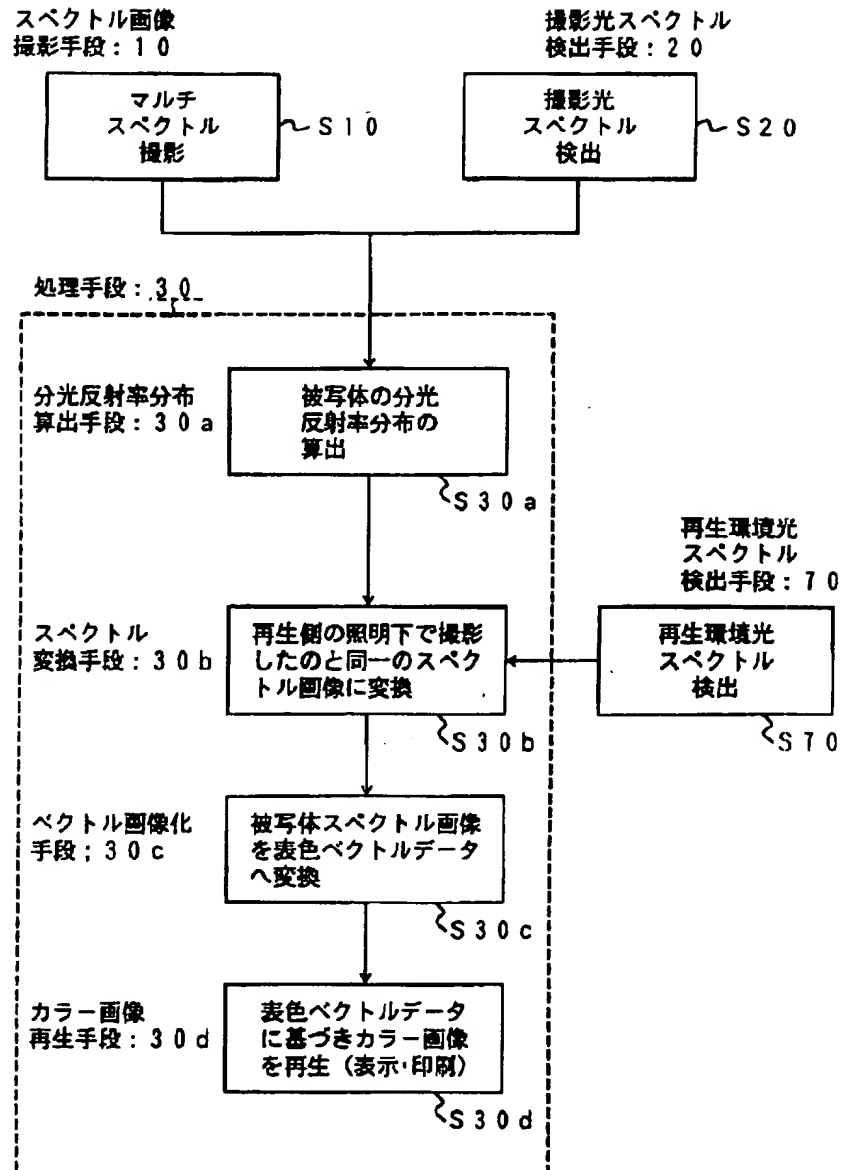 スペクトル画像
撮影手段：１０
撮影光スペクトル
検出手段：２０
マルチ
スペクトル
撮影
Ｓ１０
撮影光
スペクトル
検出
Ｓ２０
処理手段：３０
分光反射率分布
算出手段：３０ａ
被写体の分光
反射率分布の
算出
Ｓ３０ａ
再生環境光
スペクトル
検出手段：７０
スペクトル
変換手段：３０ｂ
再生側の照明下で撮影
したのと同一のスペク
トル画像に変換
Ｓ３０ｂ
再生環境光
スペクトル
検出
Ｓ７０
ベクトル画像化
手段；３０ｃ
被写体スペクトル画像
を表色ベクトルデータ
へ変換
Ｓ３０ｃ
カラー画像
再生手段：３０ｄ
表色ベクトルデータ
に基づきカラー画像
を再生（表示・印刷）
Ｓ３０ｄ